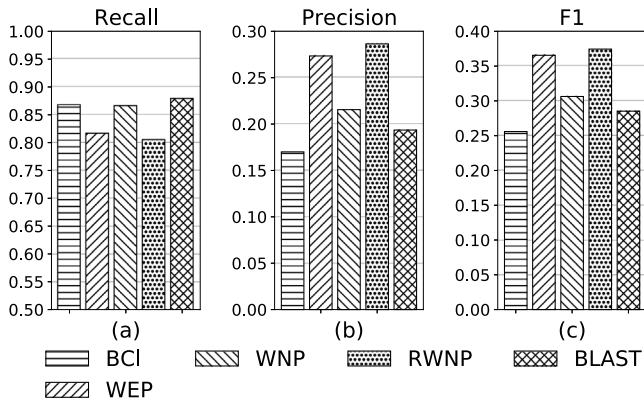 Recall
1.00
0.95
0.90
0.85
0.80
0.75
0.70
0.65
0.60
0.55
0.50
(a)
Precision
0.30
0.25
0.20
0.15
0.10
0.05
0.00
(b)
F1
0.40
0.35
0.30
0.25
0.20
0.15
0.10
0.05
0.00
(c)
BCl
WNP
RWNP
BLAST
WEP